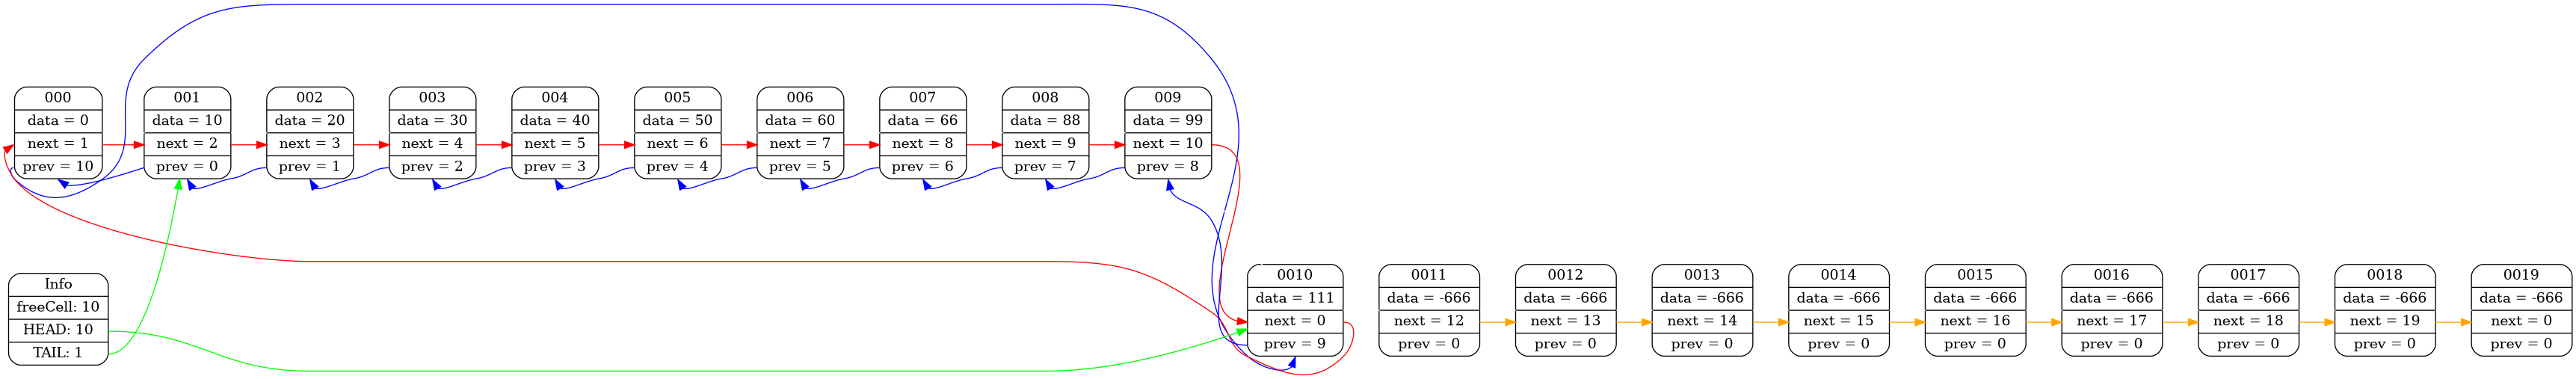 000
data = 0
next = 1
prev = 10
001
data = 10
next = 2
prev = 0
002
data = 20
next = 3
prev = 1
003
data = 30
next = 4
prev = 2
004
data = 40
next = 5
prev = 3
005
data = 50
next = 6
prev = 4
006
data = 60
next = 7
prev = 5
007
data = 66
next = 8
prev = 6
008
data = 88
next = 9
prev = 7
009
data = 99
next = 10
prev = 8
Info
freeCell: 10
HEAD: 10
TAIL: 1
0010
data = 111
next = 0
prev = 9
0011
data = -666
next = 12
prev = 0
0012
data = -666
next = 13
prev = 0
0013
data = -666
next = 14
prev = 0
0014
data = -666
next = 15
prev = 0
0015
data = -666
next = 16
prev = 0
0016
data = -666
next = 17
prev = 0
0017
data = -666
next = 18
prev = 0
0018
data = -666
next = 19
prev = 0
0019
data = -666
next = 0
prev = 0